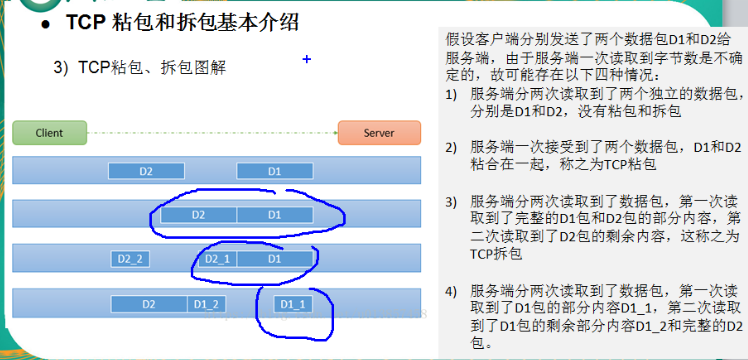 TCP 粘包和拆包基本介绍
3) TCP粘包、拆包图解
Client
Server
D2
D1
D2
D1
D2_2
D2_1
D1
D2
D1_2
D1_1
假设客户端分别发送了两个数据包D1和D2给
服务端，由于服务端一次读取到字节数是不确
定的，故可能存在以下四种情况：
1) 服务端分两次读取到了两个独立的数据包，
分别是D1和D2，没有粘包和拆包
2) 服务端一次接受到了两个数据包，D1和D2
粘合在一起，称之为TCP粘包
3) 服务端分两次读取到了数据包，第一次读
取到了完整的D1包和D2包的部分内容，第
二次读取到了D2包的剩余内容，这称之为
TCP拆包
4) 服务端分两次读取到了数据包，第一次读
取到了D1包的部分内容D1_1，第二次读取
到了D1包的剩余部分内容D1_2和完整的D2
包。